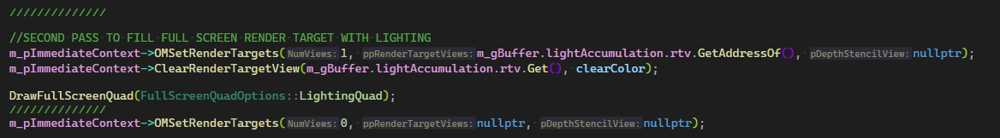 //////////////
//SECOND PASS TO FILL FULL SCREEN RENDER TARGET WITH LIGHTING
m_pImmediateContext->OMSetRenderTargets(NumViews:1, ppRenderTargetViews:m_gBuffer.lightAccumulation.rtv.GetAddressOf(), pDepthStencilView:nullptr);
m_pImmediateContext->ClearRenderTargetView(m_gBuffer.lightAccumulation.rtv.Get(), clearColor);
DrawFullScreenQuad(FullScreenQuadOptions::LightingQuad);
//////////////
m_pImmediateContext->OMSetRenderTargets(NumViews:0, ppRenderTargetViews:nullptr, pDepthStencilView:nullptr);